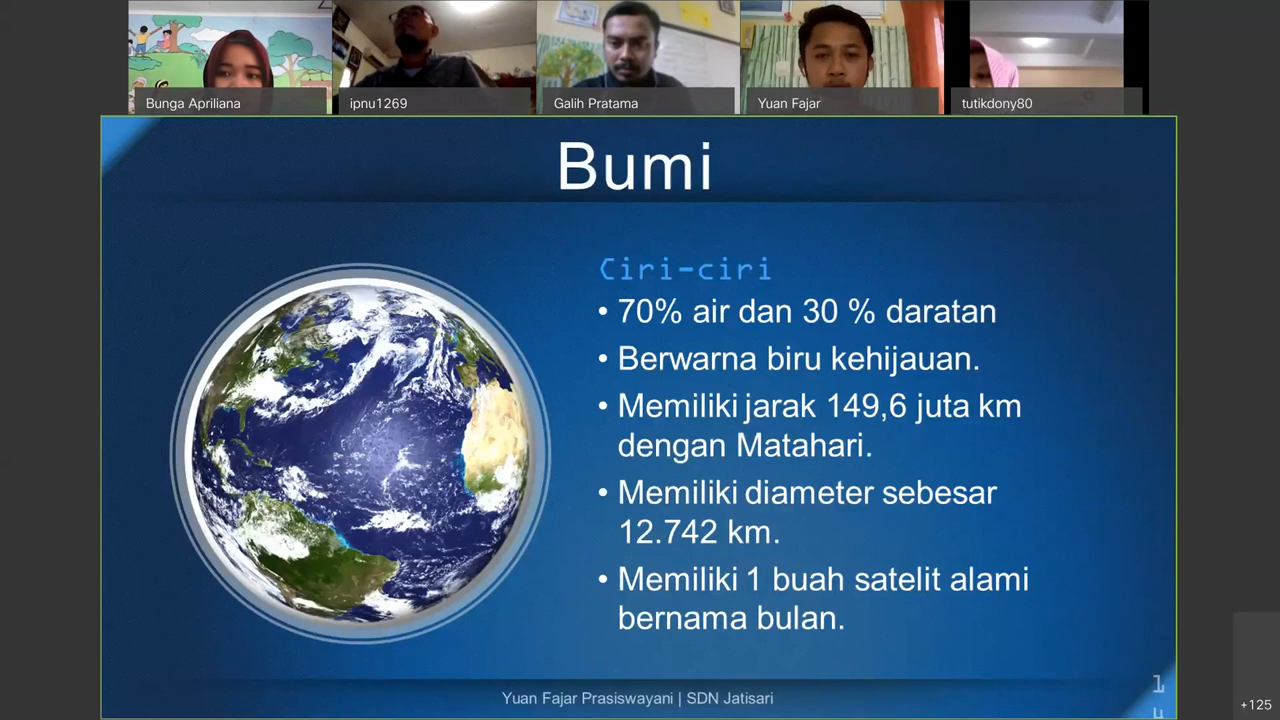 Bunga Apriliana
ipnu1269
Galih Pratama
Yuan Fajar
tutikdony80
Bumi
Ciri-ciri
• 70% air dan 30 % daratan
• Berwarna biru kehijauan.
• Memiliki jarak 149,6 juta km
dengan Matahari.
• Memiliki diameter sebesar
12.742 km.
• Memiliki 1 buah satelit alami
bernama bulan.
Yuan Fajar Prasiswayani | SDN Jatisari
+125